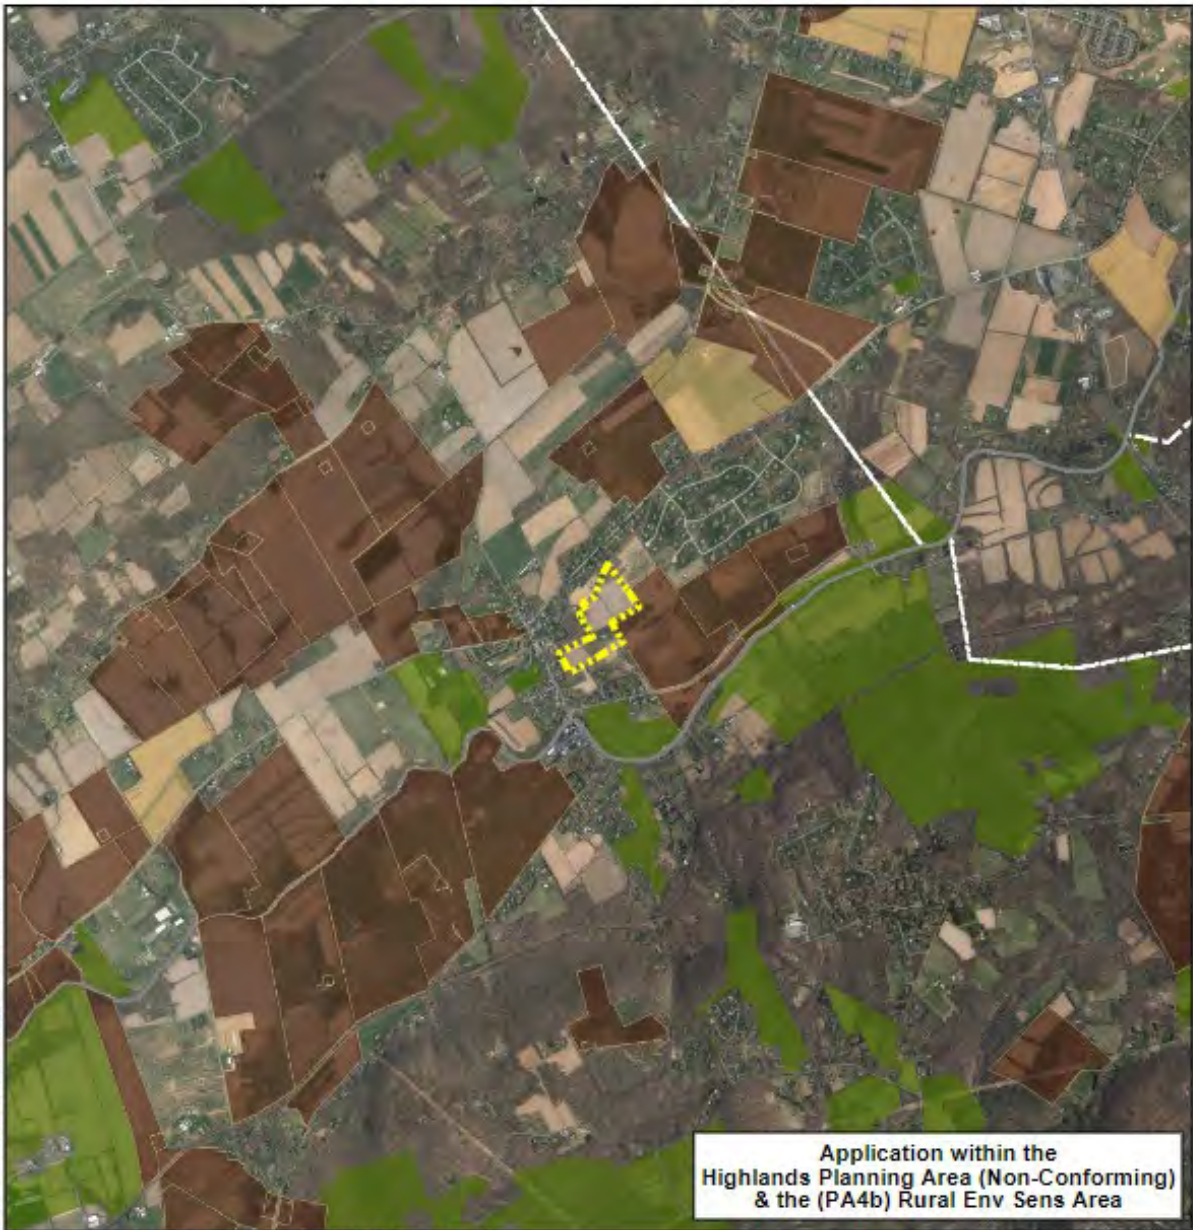 Application within the
Highlands Planning Area (Non-Conforming)
& the (PA4b) Rural Env Sens Area